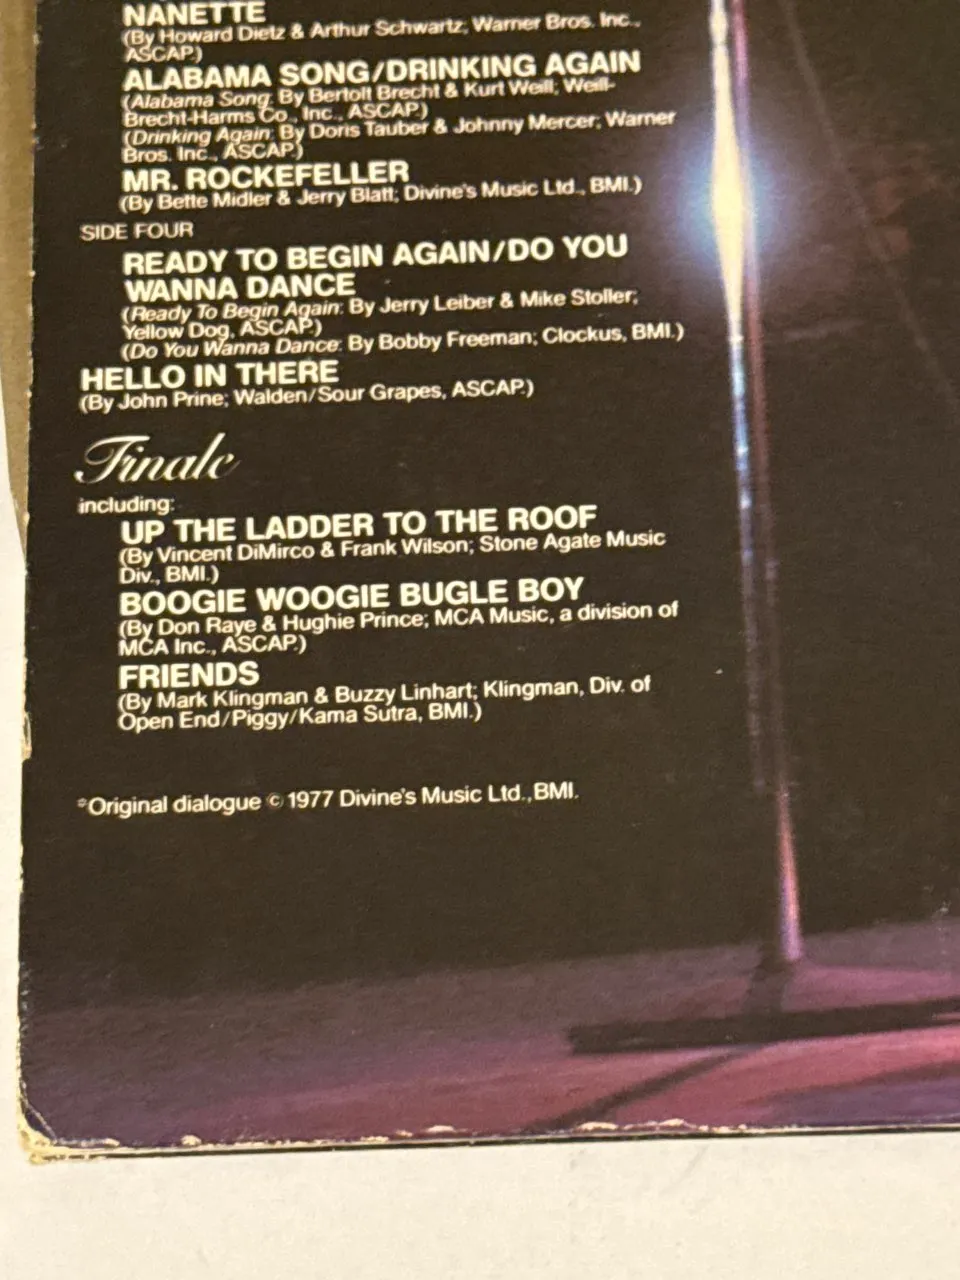 NANETTE
(By Howard Dietz & Arthur Schwartz; Warner Bros. Inc.,
ASCAP.)
ALABAMA SONG/DRINKING AGAIN
(Alabama Song: By Bertolt Brecht & Kurt Weill; Weill-
Brecht-Harms Co., Inc., ASCAP.)
(Drinking Again: By Doris Tauber & Johnny Mercer; Warner
Bros. Inc., ASCAP.)
MR. ROCKEFELLER
(By Bette Midler & Jerry Blatt; Divine's Music Ltd., BMI.)
SIDE FOUR
READY TO BEGIN AGAIN/DO YOU
WANNA DANCE
(Ready To Begin Again: By Jerry Leiber & Mike Stoller;
Yellow Dog, ASCAP.)
(Do You Wanna Dance: By Bobby Freeman; Clockus, BMI.)
HELLO IN THERE
(By John Prine; Walden/Sour Grapes, ASCAP.)
Finale
including:
UP THE LADDER TO THE ROOF
(By Vincent DiMirco & Frank Wilson; Stone Agate Music
Div., BMI.)
BOOGIE WOOGIE BUGLE BOY
(By Don Raye & Hughie Prince; MCA Music, a division of
MCA Inc., ASCAP.)
FRIENDS
(By Mark Klingman & Buzzy Linhart; Klingman, Div. of
Open End/Piggy/Kama Sutra, BMI.)
*Original dialogue © 1977 Divine's Music Ltd., BMI.